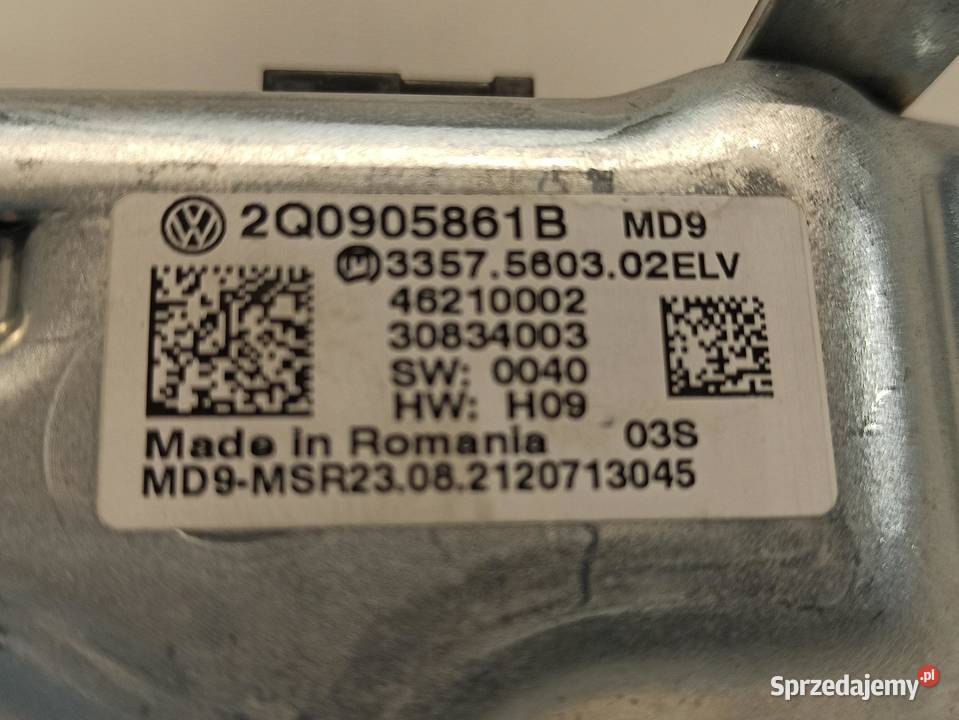 2Q0905861B MD9
M 3357.5603.02ELV
46210002
30834003
SW: 0040
HW: H09
Made in Romania 03S
MD9-MSR23.08.2120713045
Sprzedajemy.pl